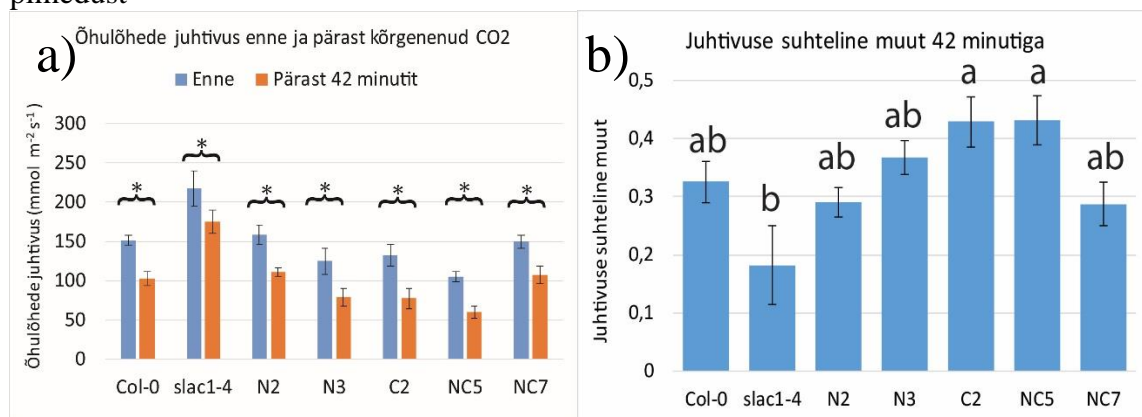 pimedust
a)
Õhulõhede juhtivus enne ja pärast kõrgenenud CO2
Enne
Pärast 42 minutit
Õhulõhede juhtivus (mmol m⁻² s⁻¹)
300
250
200
150
100
50
0
*
*
*
*
*
*
*
Col-0
slac1-4
N2
N3
C2
NC5
NC7
b)
Juhtivuse suhteline muut 42 minutiga
Juhtivuse suhteline muut
0,5
0,4
0,3
0,2
0,1
0
ab
b
ab
ab
a
a
ab
Col-0
slac1-4
N2
N3
C2
NC5
NC7